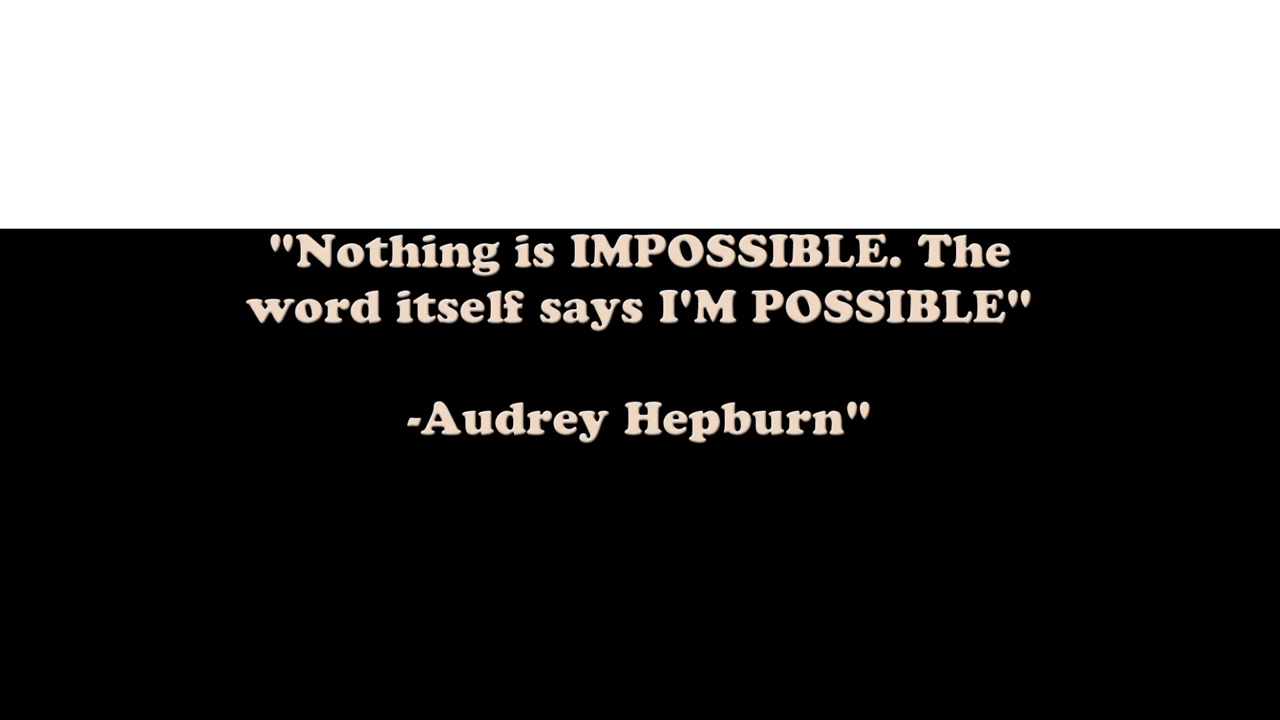 "Nothing is IMPOSSIBLE. The
word itself says I'M POSSIBLE"
-Audrey Hepburn"